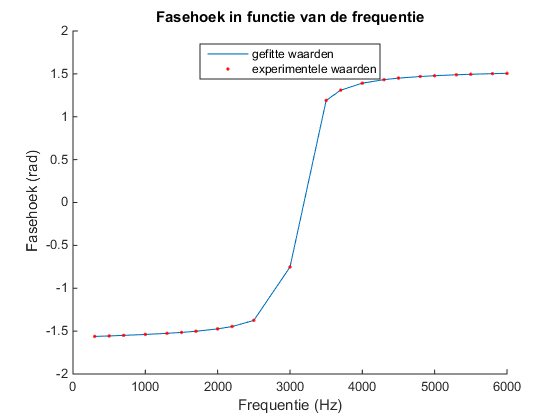 Fasehoek in functie van de frequentie
gefitte waarden
experimentele waarden
2
1.5
1
0.5
0
-0.5
-1
-1.5
-2
Fasehoek (rad)
0 1000 2000 3000 4000 5000 6000
Frequentie (Hz)